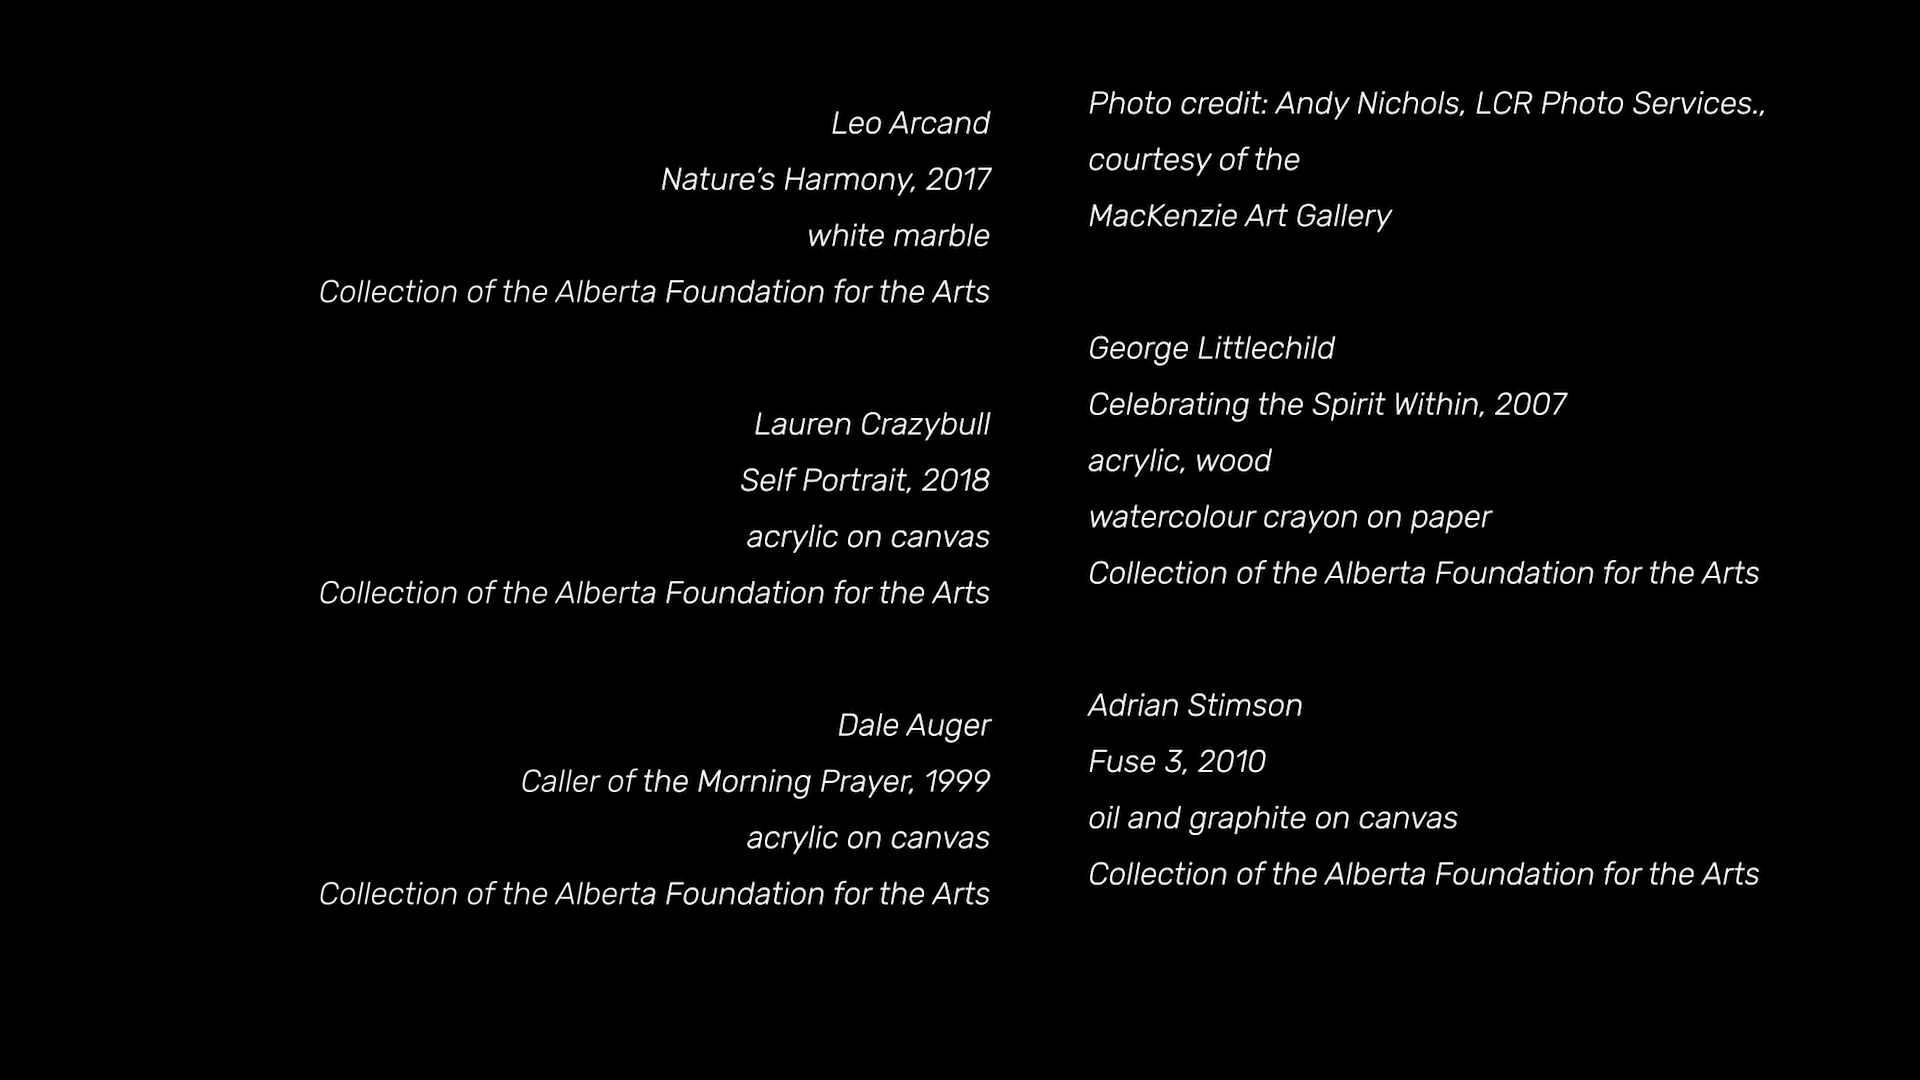 Leo Arcand
Nature’s Harmony, 2017
white marble
Collection of the Alberta Foundation for the Arts
Lauren Crazybull
Self Portrait, 2018
acrylic on canvas
Collection of the Alberta Foundation for the Arts
Dale Auger
Caller of the Morning Prayer, 1999
acrylic on canvas
Collection of the Alberta Foundation for the Arts
Photo credit: Andy Nichols, LCR Photo Services.,
courtesy of the
MacKenzie Art Gallery
George Littlechild
Celebrating the Spirit Within, 2007
acrylic, wood
watercolour crayon on paper
Collection of the Alberta Foundation for the Arts
Adrian Stimson
Fuse 3, 2010
oil and graphite on canvas
Collection of the Alberta Foundation for the Arts